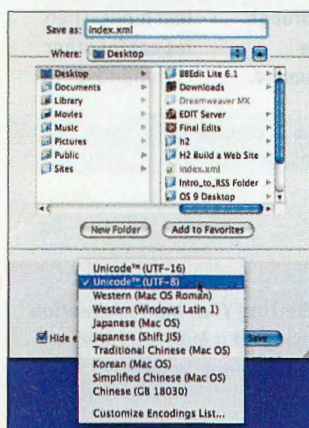 Save as: index.xml
Where: Desktop
Desktop
Documents
Library
Movies
Music
Pictures
Public
Sites
BBEdit Lite 6.1
Downloads
Dreamweaver MX
EDIT Server
Final Edits
h2
H2 Build a Web Site
index.xml
Intro_to_RSS Folder
OS 9 Desktop
New Folder
Add to Favorites
Unicode™ (UTF-16)
✓ Unicode™ (UTF-8)
Western (Mac OS Roman)
Western (Windows Latin 1)
Japanese (Mac OS)
Japanese (Shift JIS)
Traditional Chinese (Mac OS)
Korean (Mac OS)
Simplified Chinese (Mac OS)
Chinese (GB 18030)
Customize Encodings List...
Hide e
Save